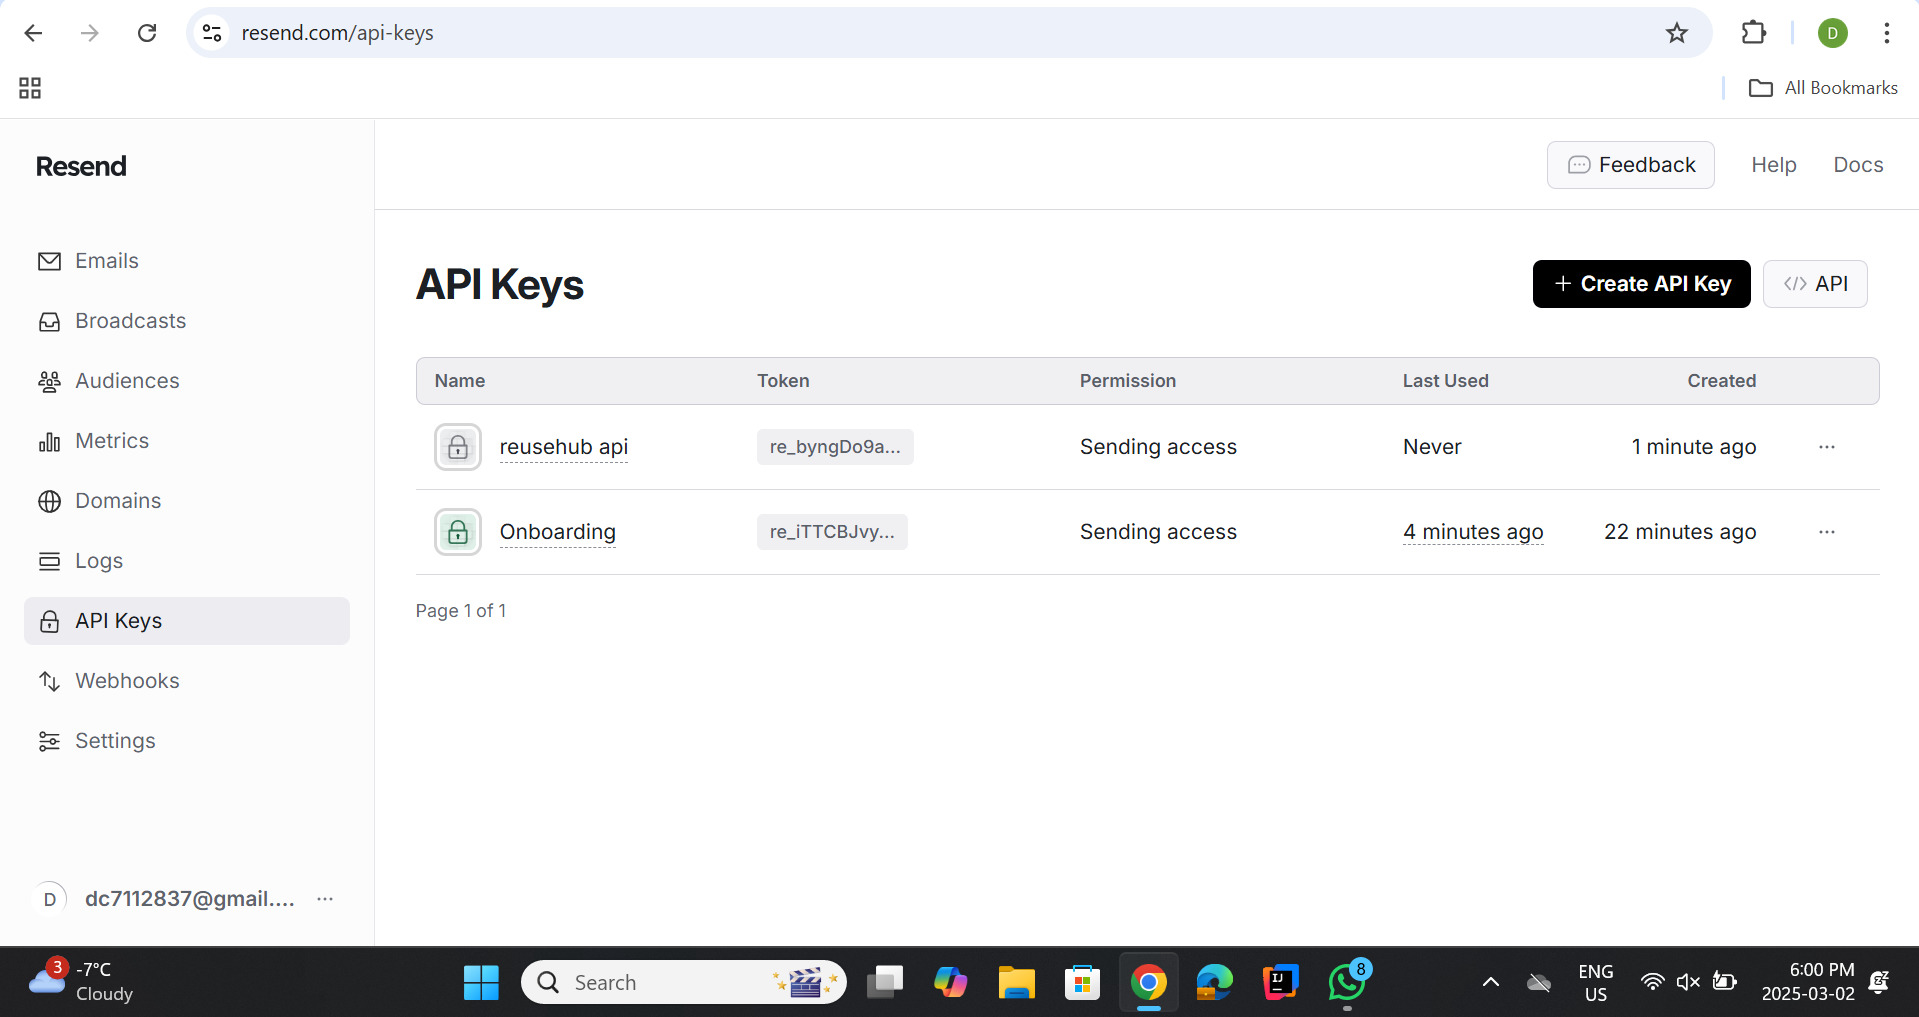 resend.com/api-keys
D
All Bookmarks
Resend
Feedback
Help
Docs
Emails
Broadcasts
Audiences
Metrics
Domains
Logs
API Keys
Webhooks
Settings
D
dc7112837@gmail....
API Keys
+ Create API Key
</> API
Name Token Permission Last Used Created
reusehub api re_byngDo9a... Sending access Never 1 minute ago
Onboarding re_iTTCBJvy... Sending access 4 minutes ago 22 minutes ago
Page 1 of 1
3
-7°C
Cloudy
Search
IJ
8
ENG
US
6:00 PM
2025-03-02